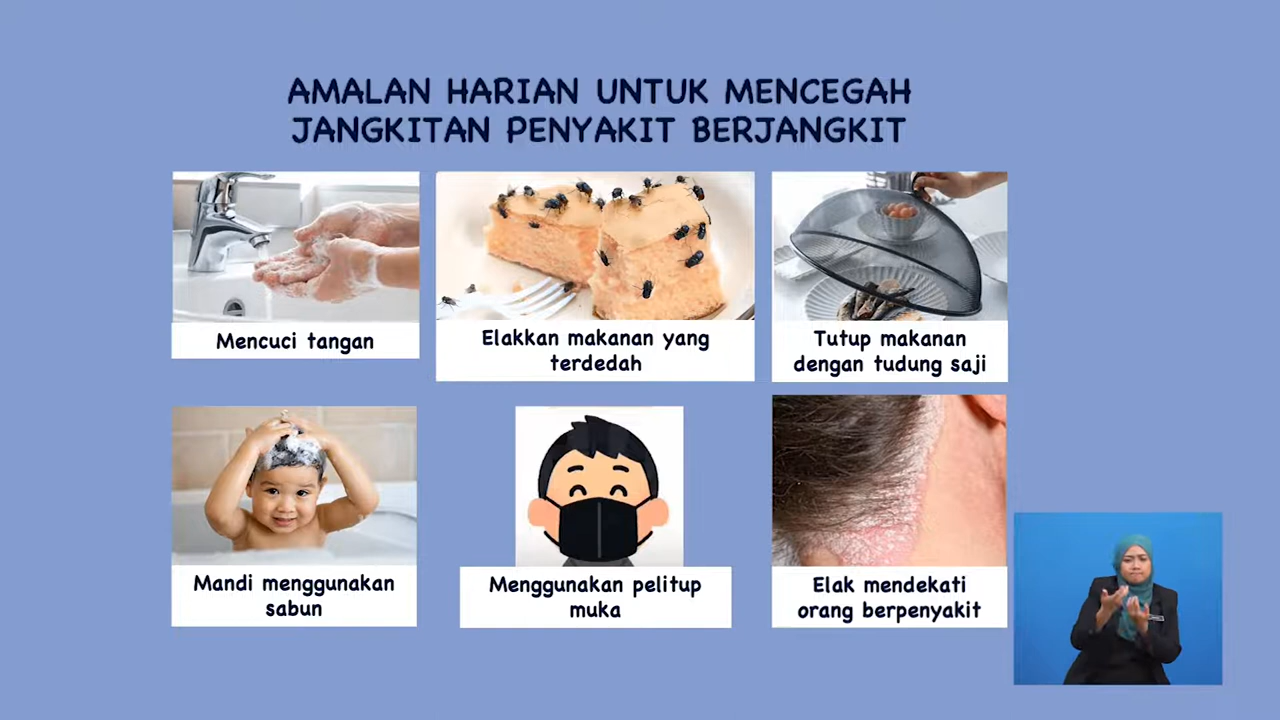 AMALAN HARIAN UNTUK MENCEGAH
JANGKITAN PENYAKIT BERJANGKIT
Mencuci tangan
Elakkan makanan yang
terdedah
Tutup makanan
dengan tudung saji
Mandi menggunakan
sabun
Menggunakan pelitup
muka
Elak mendekati
orang berpenyakit